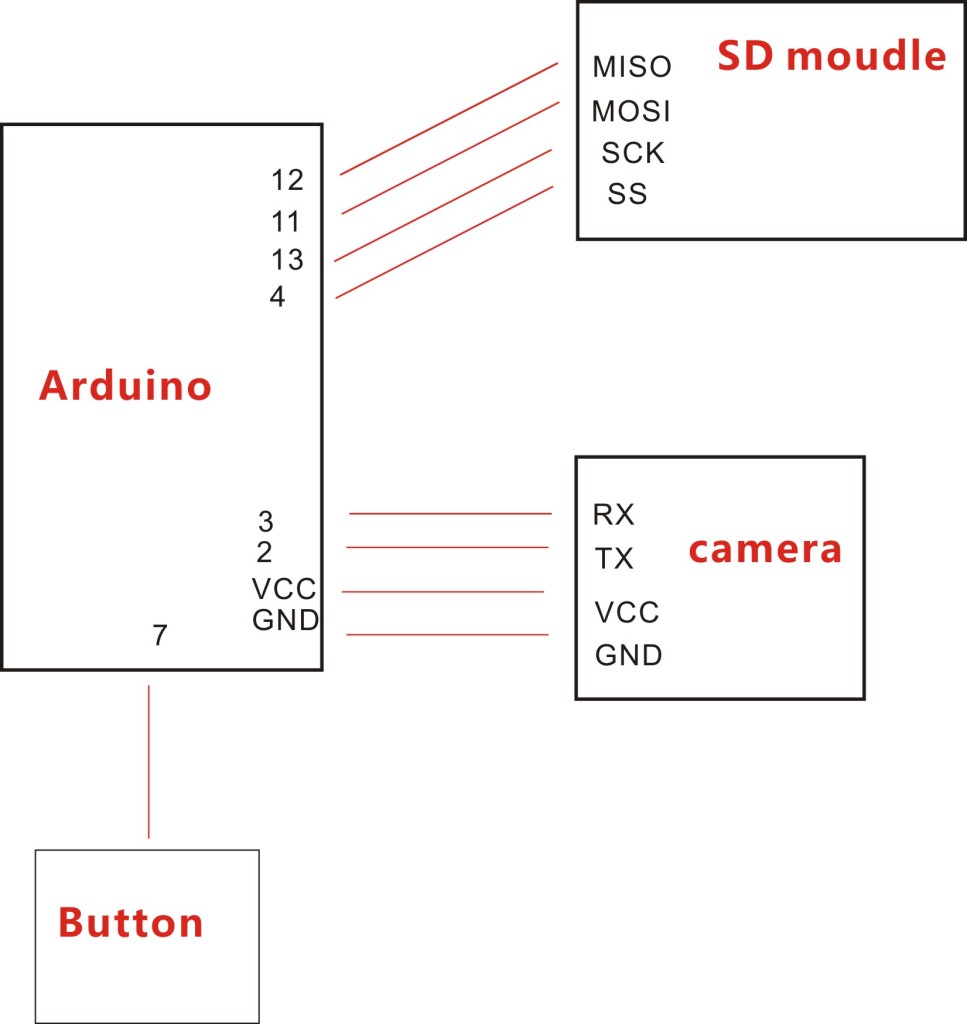 SD moudle
MISO
MOSI
SCK
SS
12
11
13
4
Arduino
3
2
VCC
GND
7
RX
TX
VCC
GND
camera
Button